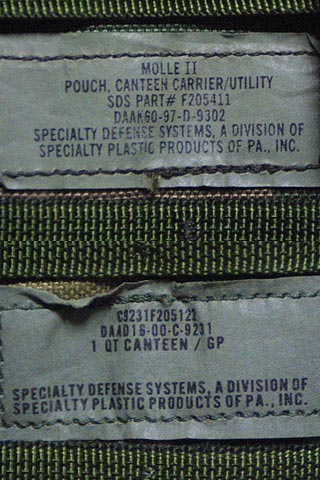 MOLLE II
POUCH, CANTEEN CARRIER/UTILITY
SDS PART# F205411
DAAK60-97-D-9302
SPECIALTY DEFENSE SYSTEMS, A DIVISION OF
SPECIALTY PLASTIC PRODUCTS OF PA., INC.
C9231F205121
DAAD16-00-C-9231
1 QT CANTEEN / GP
SPECIALTY DEFENSE SYSTEMS, A DIVISION OF
SPECIALTY PLASTIC PRODUCTS OF PA., INC.